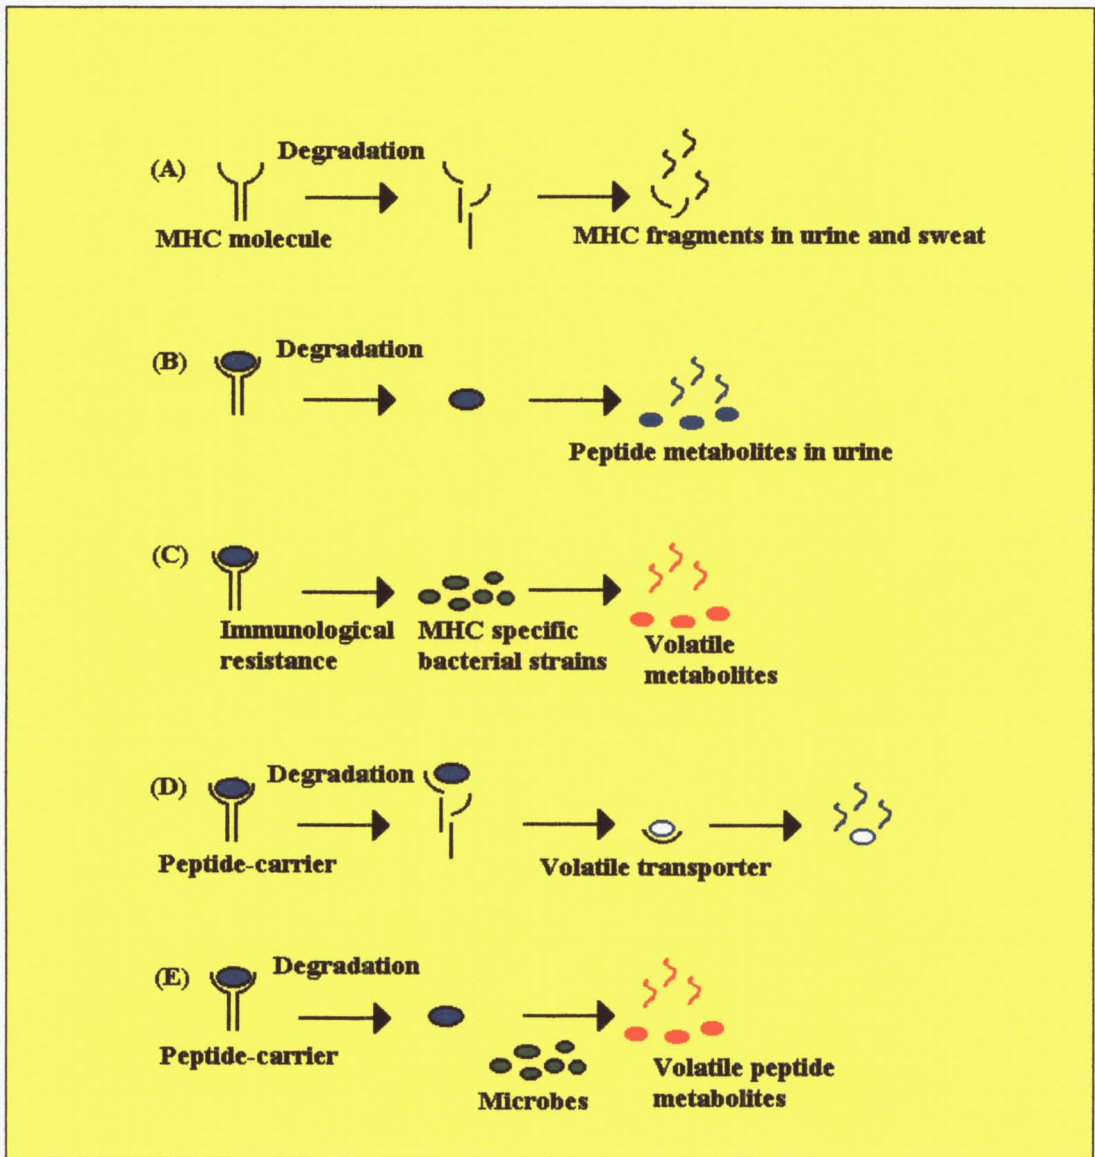 (A)
Degradation
MHC molecule
MHC fragments in urine and sweat
(B)
Degradation
Peptide metabolites in urine
(C)
Immunological
resistance
MHC specific
bacterial strains
Volatile
metabolites
(D)
Degradation
Peptide-carrier
Volatile transporter
(E)
Degradation
Peptide-carrier
Microbes
Volatile peptide
metabolites